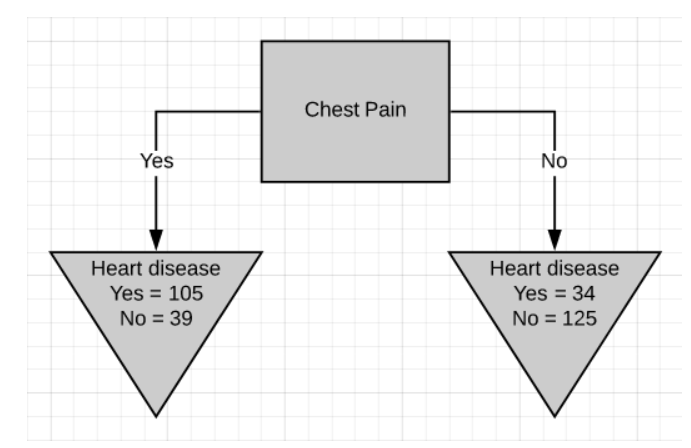 Chest Pain
Yes
No
Heart disease
Yes = 105
No = 39
Heart disease
Yes = 34
No = 125